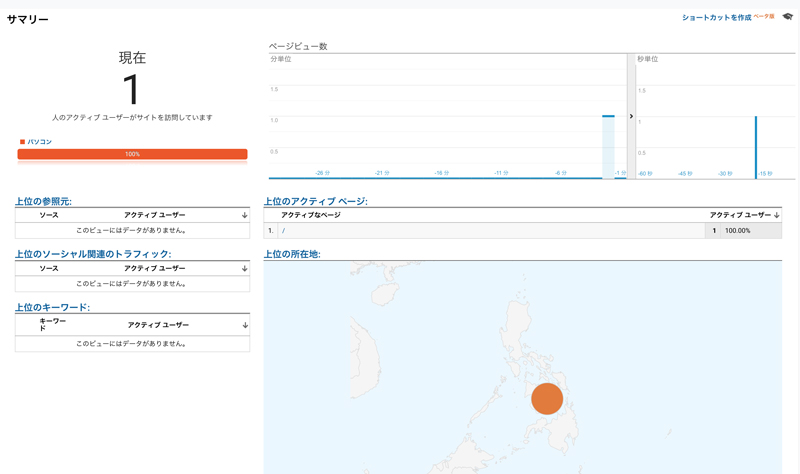 サマリー
ショートカットを作成 ベータ版
現在
1
人のアクティブ ユーザーがサイトを訪問しています
パソコン
100%
ページビュー数
分単位
秒単位
1.5
1.0
0.5
1.5
1
0.5
-26 分
-21 分
-16 分
-11 分
-6 分
-1 分
-60 秒
-45 秒
-30 秒
-15 秒
上位の参照元:
ソース アクティブ ユーザー
このビューにはデータがありません。
上位のソーシャル関連のトラフィック:
ソース アクティブ ユーザー
このビューにはデータがありません。
上位のキーワード:
キーワー
ド
アクティブ ユーザー
このビューにはデータがありません。
上位のアクティブ ページ:
アクティブなページ アクティブ ユーザー
1. / 1 100.00%
上位の所在地: